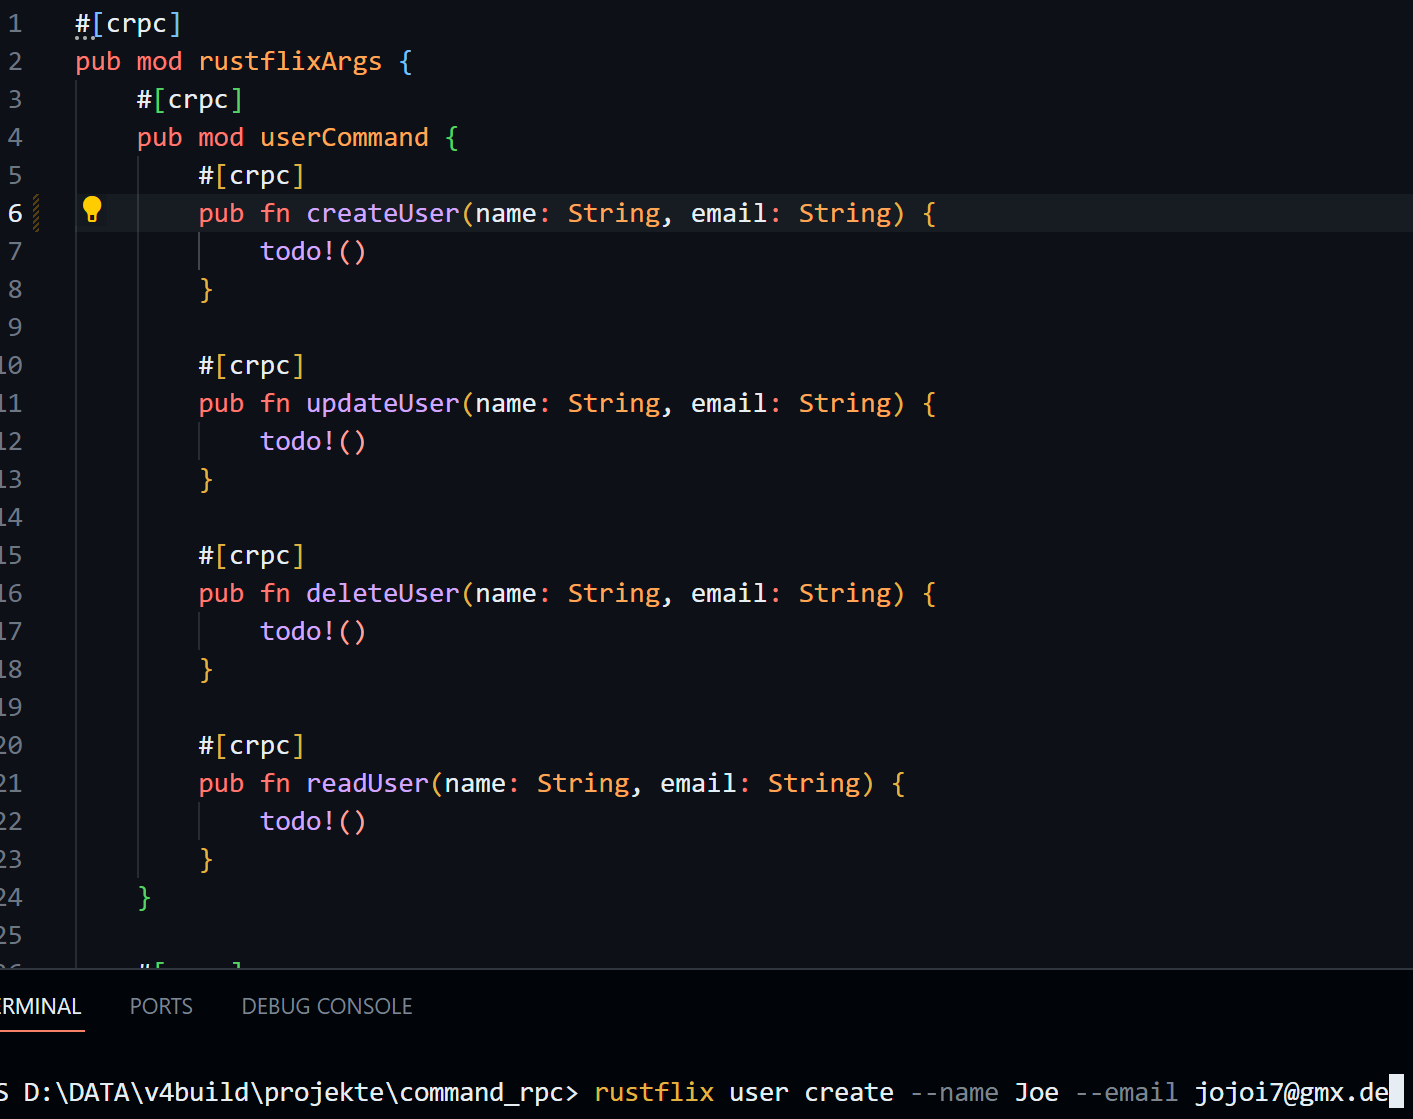 1 #[crpc]
2 pub mod rustflixArgs {
3 #[crpc]
4 pub mod userCommand {
5 #[crpc]
6 pub fn createUser(name: String, email: String) {
7 todo!()
8 }
9
10 #[crpc]
11 pub fn updateUser(name: String, email: String) {
12 todo!()
13 }
14
15 #[crpc]
16 pub fn deleteUser(name: String, email: String) {
17 todo!()
18 }
19
20 #[crpc]
21 pub fn readUser(name: String, email: String) {
22 todo!()
23 }
24 }
25
ERMINAL PORTS DEBUG CONSOLE
S D:\DATA\v4build\projekte\command_rpc> rustflix user create --name Joe --email jojoi7@gmx.de